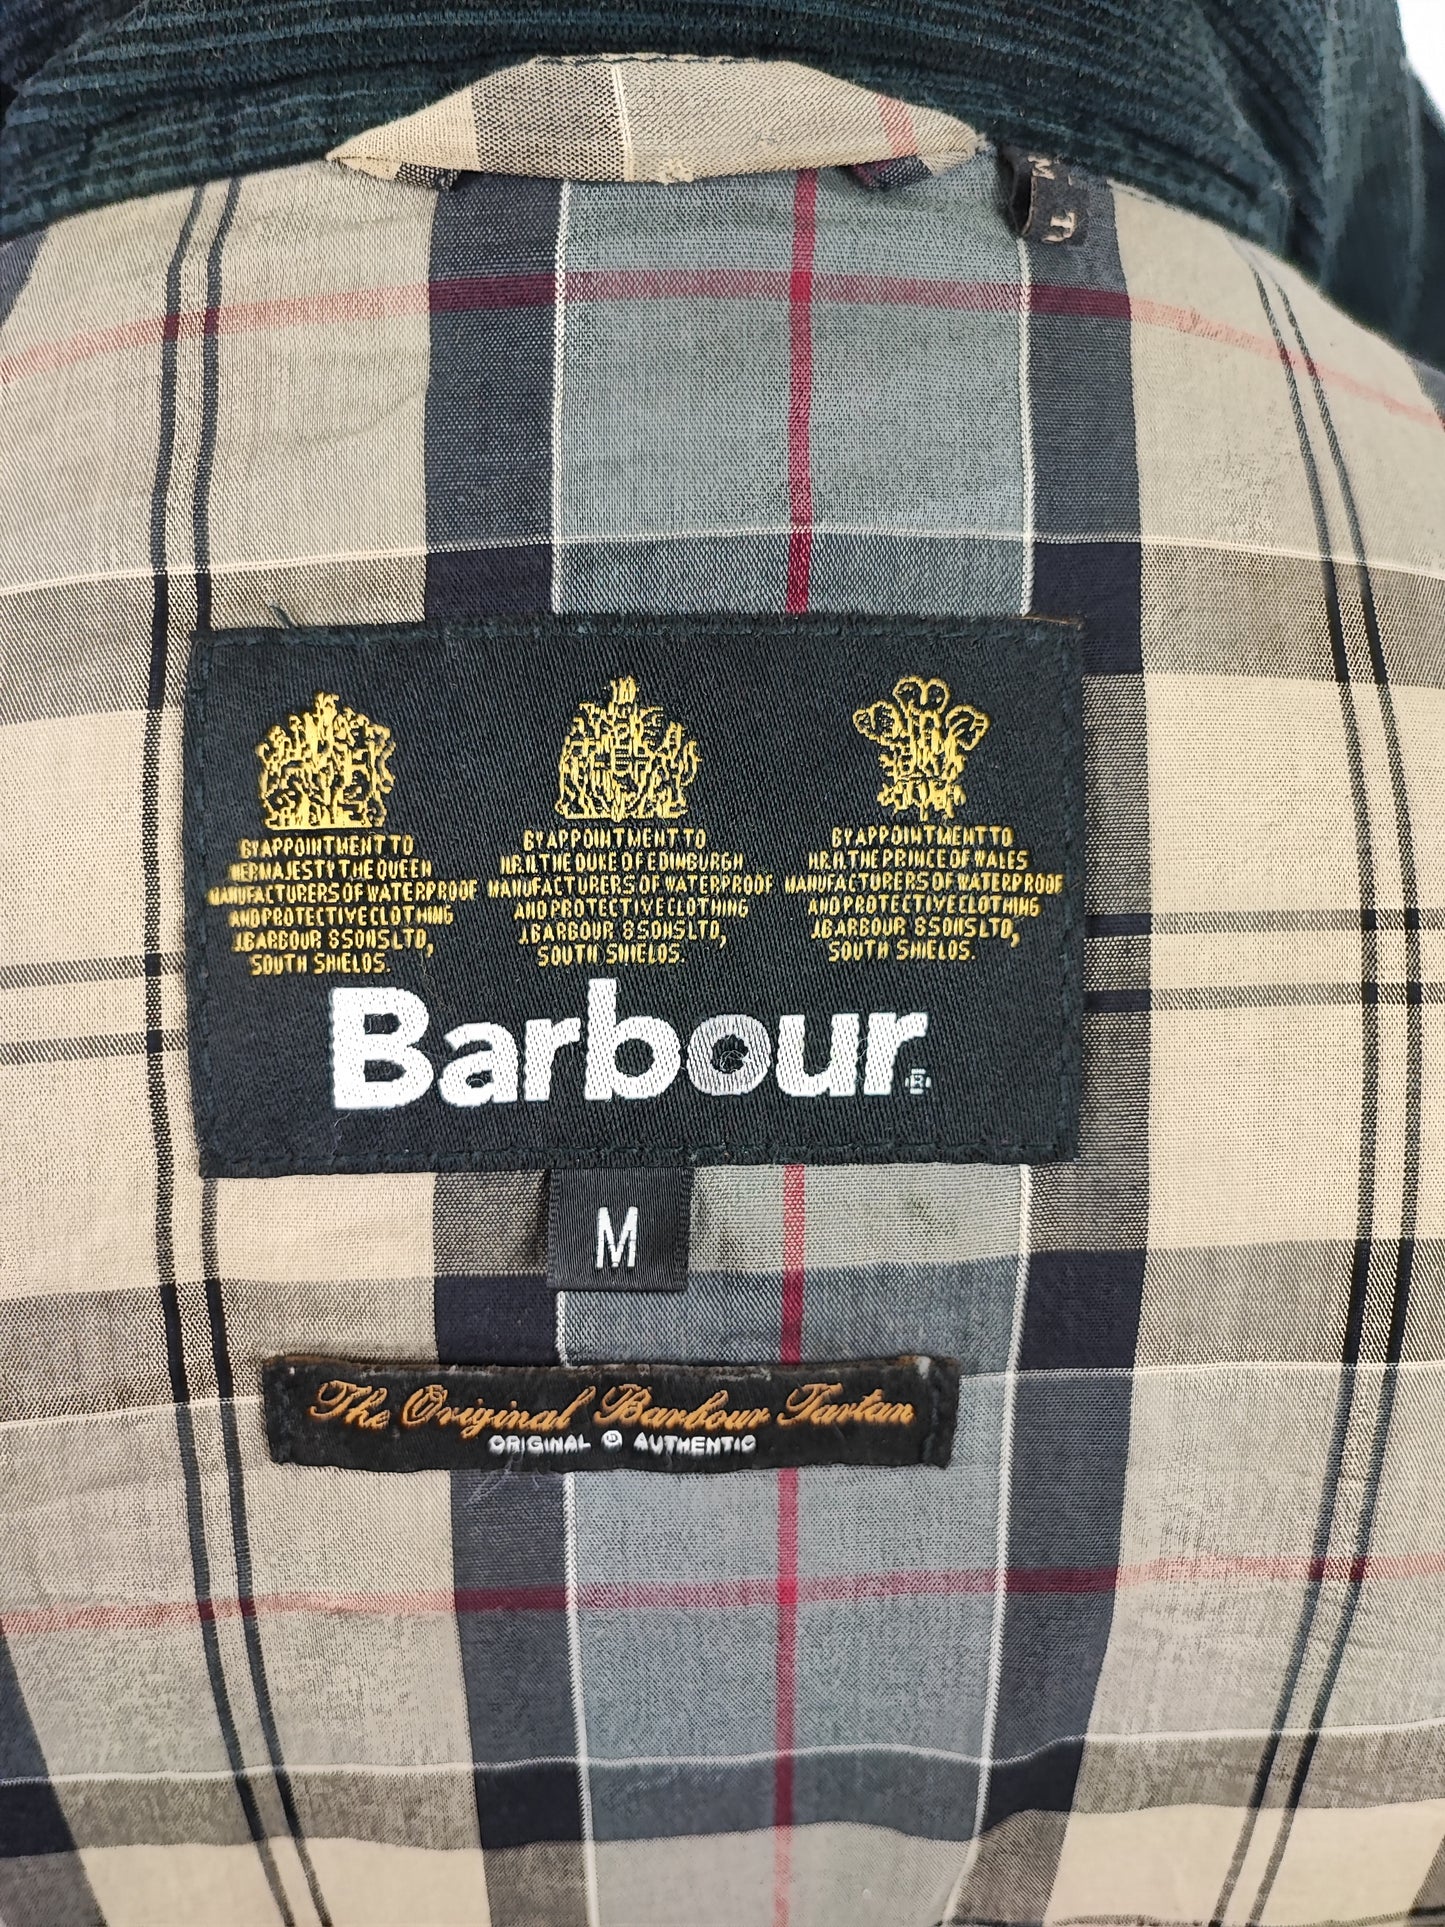 BY APPOINTMENT TO
HER MAJESTY THE QUEEN
MANUFACTURERS OF WATERPROOF
AND PROTECTIVE CLOTHING
J.BARBOUR & SONS LTD,
SOUTH SHIELDS.
BY APPOINTMENT TO
H.R.H. THE DUKE OF EDINBURGH
MANUFACTURERS OF WATERPROOF
AND PROTECTIVE CLOTHING
J.BARBOUR & SONS LTD,
SOUTH SHIELDS.
BY APPOINTMENT TO
H.R.H. THE PRINCE OF WALES
MANUFACTURERS OF WATERPROOF
AND PROTECTIVE CLOTHING
J.BARBOUR & SONS LTD,
SOUTH SHIELDS.
Barbour®
M
The Original Barbour Tartan
ORIGINAL AUTHENTIC